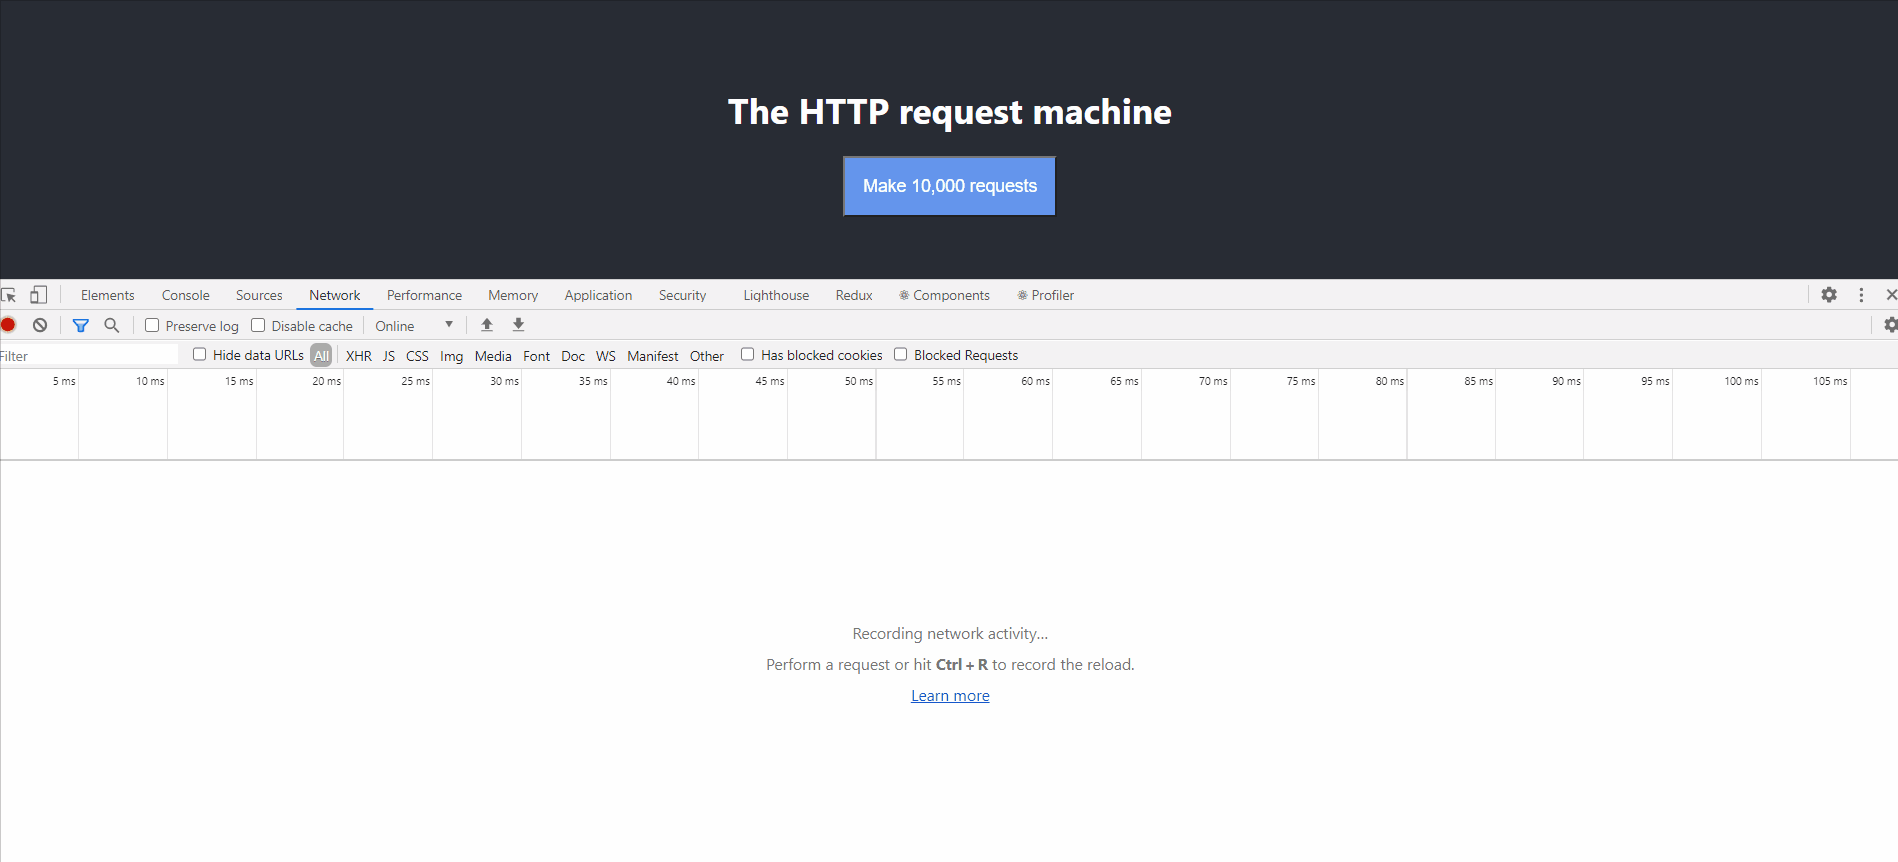 The HTTP request machine
Make 10,000 requests
Elements Console Sources Network Performance Memory Application Security Lighthouse Redux Components Profiler
Preserve log Disable cache Online
Filter Hide data URLs All XHR JS CSS Img Media Font Doc WS Manifest Other Has blocked cookies Blocked Requests
5 ms 10 ms 15 ms 20 ms 25 ms 30 ms 35 ms 40 ms 45 ms 50 ms 55 ms 60 ms 65 ms 70 ms 75 ms 80 ms 85 ms 90 ms 95 ms 100 ms 105 ms
Recording network activity...
Perform a request or hit Ctrl + R to record the reload.
Learn more